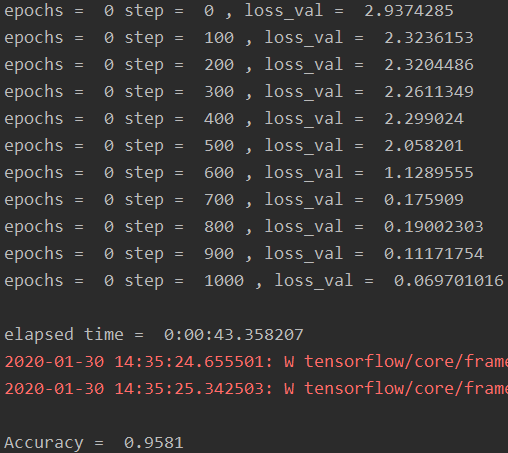 epochs =  0 step =  0 , loss_val =  2.9374285
epochs =  0 step =  100 , loss_val =  2.3236153
epochs =  0 step =  200 , loss_val =  2.3204486
epochs =  0 step =  300 , loss_val =  2.2611349
epochs =  0 step =  400 , loss_val =  2.299024
epochs =  0 step =  500 , loss_val =  2.058201
epochs =  0 step =  600 , loss_val =  1.1289555
epochs =  0 step =  700 , loss_val =  0.175909
epochs =  0 step =  800 , loss_val =  0.19002303
epochs =  0 step =  900 , loss_val =  0.11171754
epochs =  0 step =  1000 , loss_val =  0.069701016
elapsed time =  0:00:43.358207
2020-01-30 14:35:24.655501: W tensorflow/core/frame
2020-01-30 14:35:25.342503: W tensorflow/core/frame
Accuracy =  0.9581